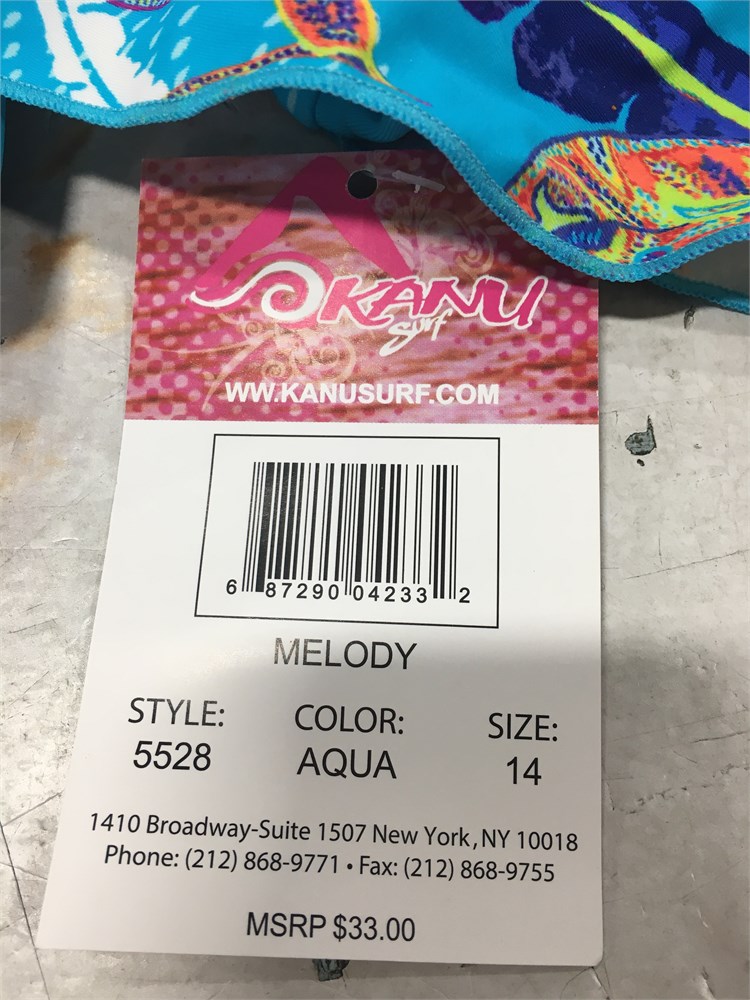 KANU
Surf
WW.KANUSURF.COM
6 87290 04233 2
MELODY
STYLE: COLOR: SIZE:
5528 AQUA 14
1410 Broadway-Suite 1507 New York,NY 10018
Phone: (212) 868-9771 • Fax: (212) 868-9755
MSRP $33.00